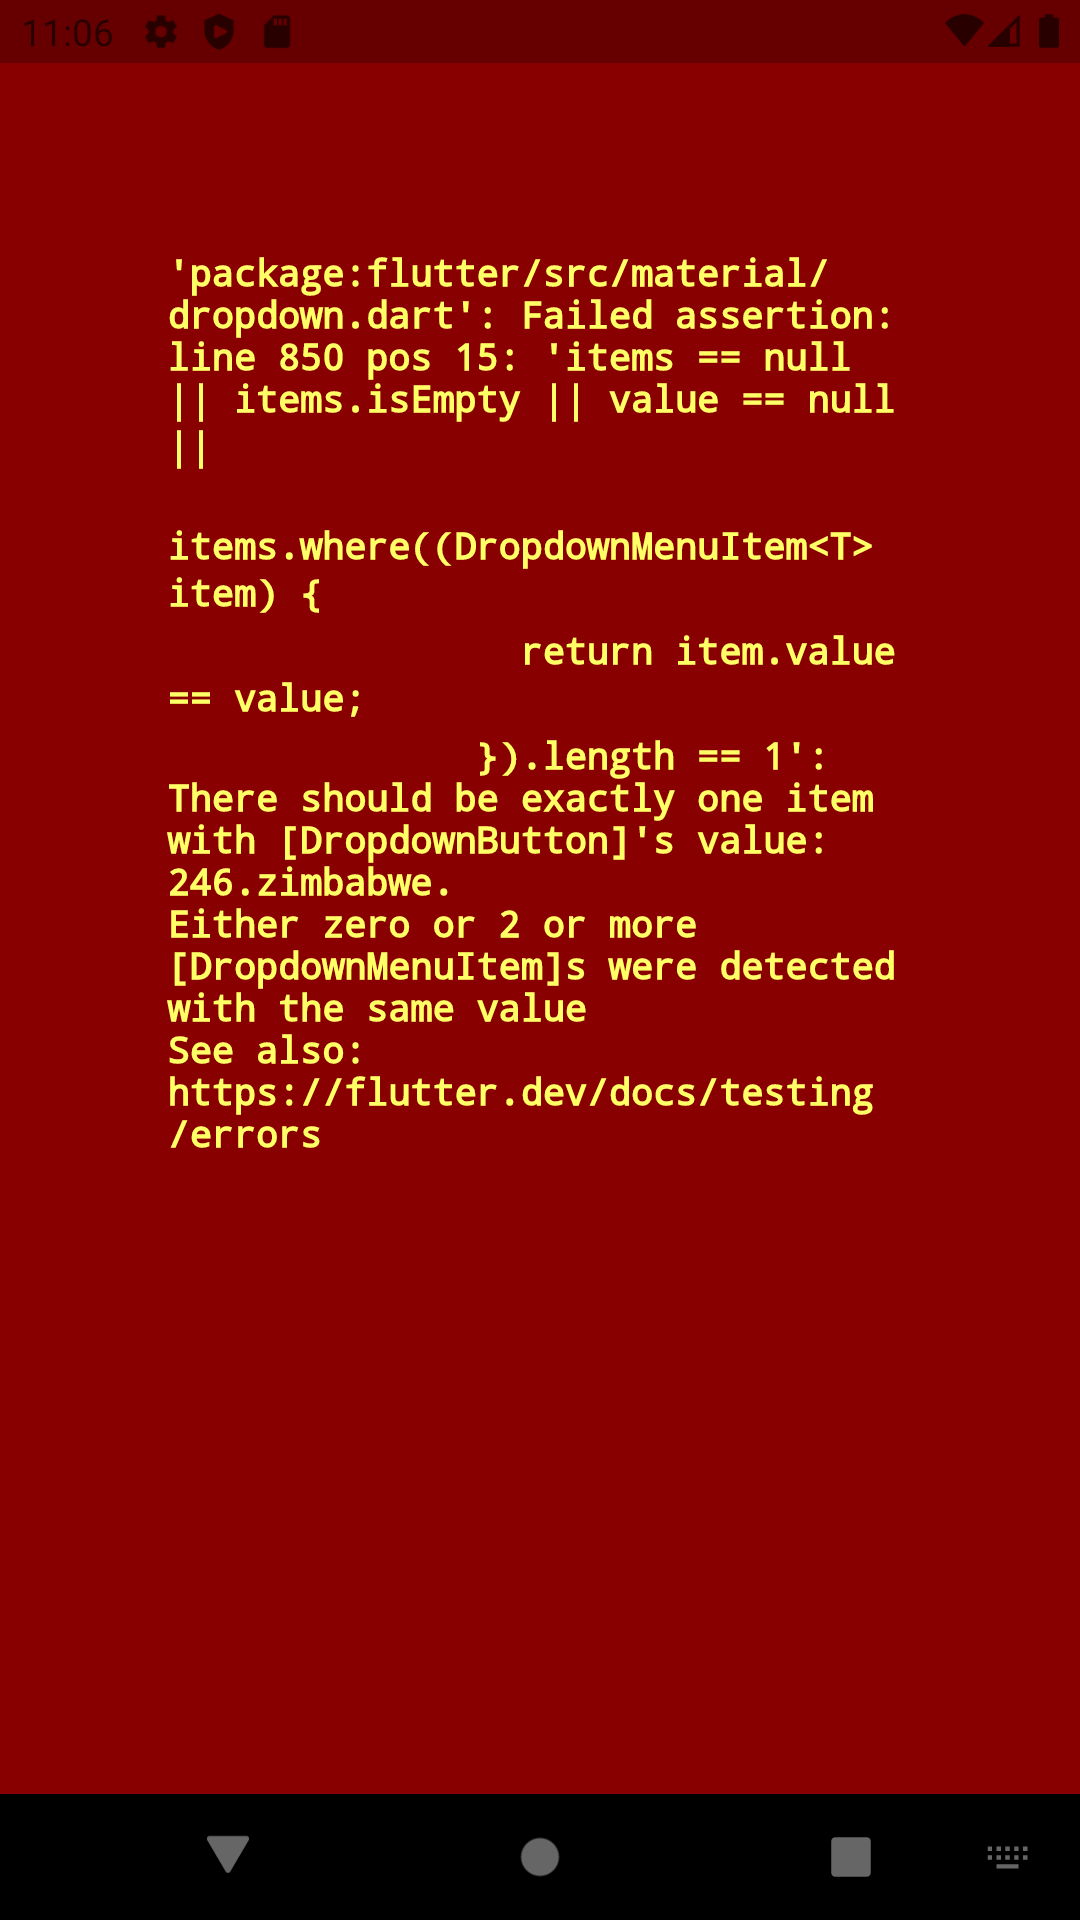 11:06
'package:flutter/src/material/
dropdown.dart': Failed assertion:
line 850 pos 15: 'items == null
|| items.isEmpty || value == null
||
items.where((DropdownMenuItem<T>
item) {
return item.value
== value;
}).length == 1':
There should be exactly one item
with [DropdownButton]'s value:
246.zimbabwe.
Either zero or 2 or more
[DropdownMenuItem]s were detected
with the same value
See also:
https://flutter.dev/docs/testing
/errors